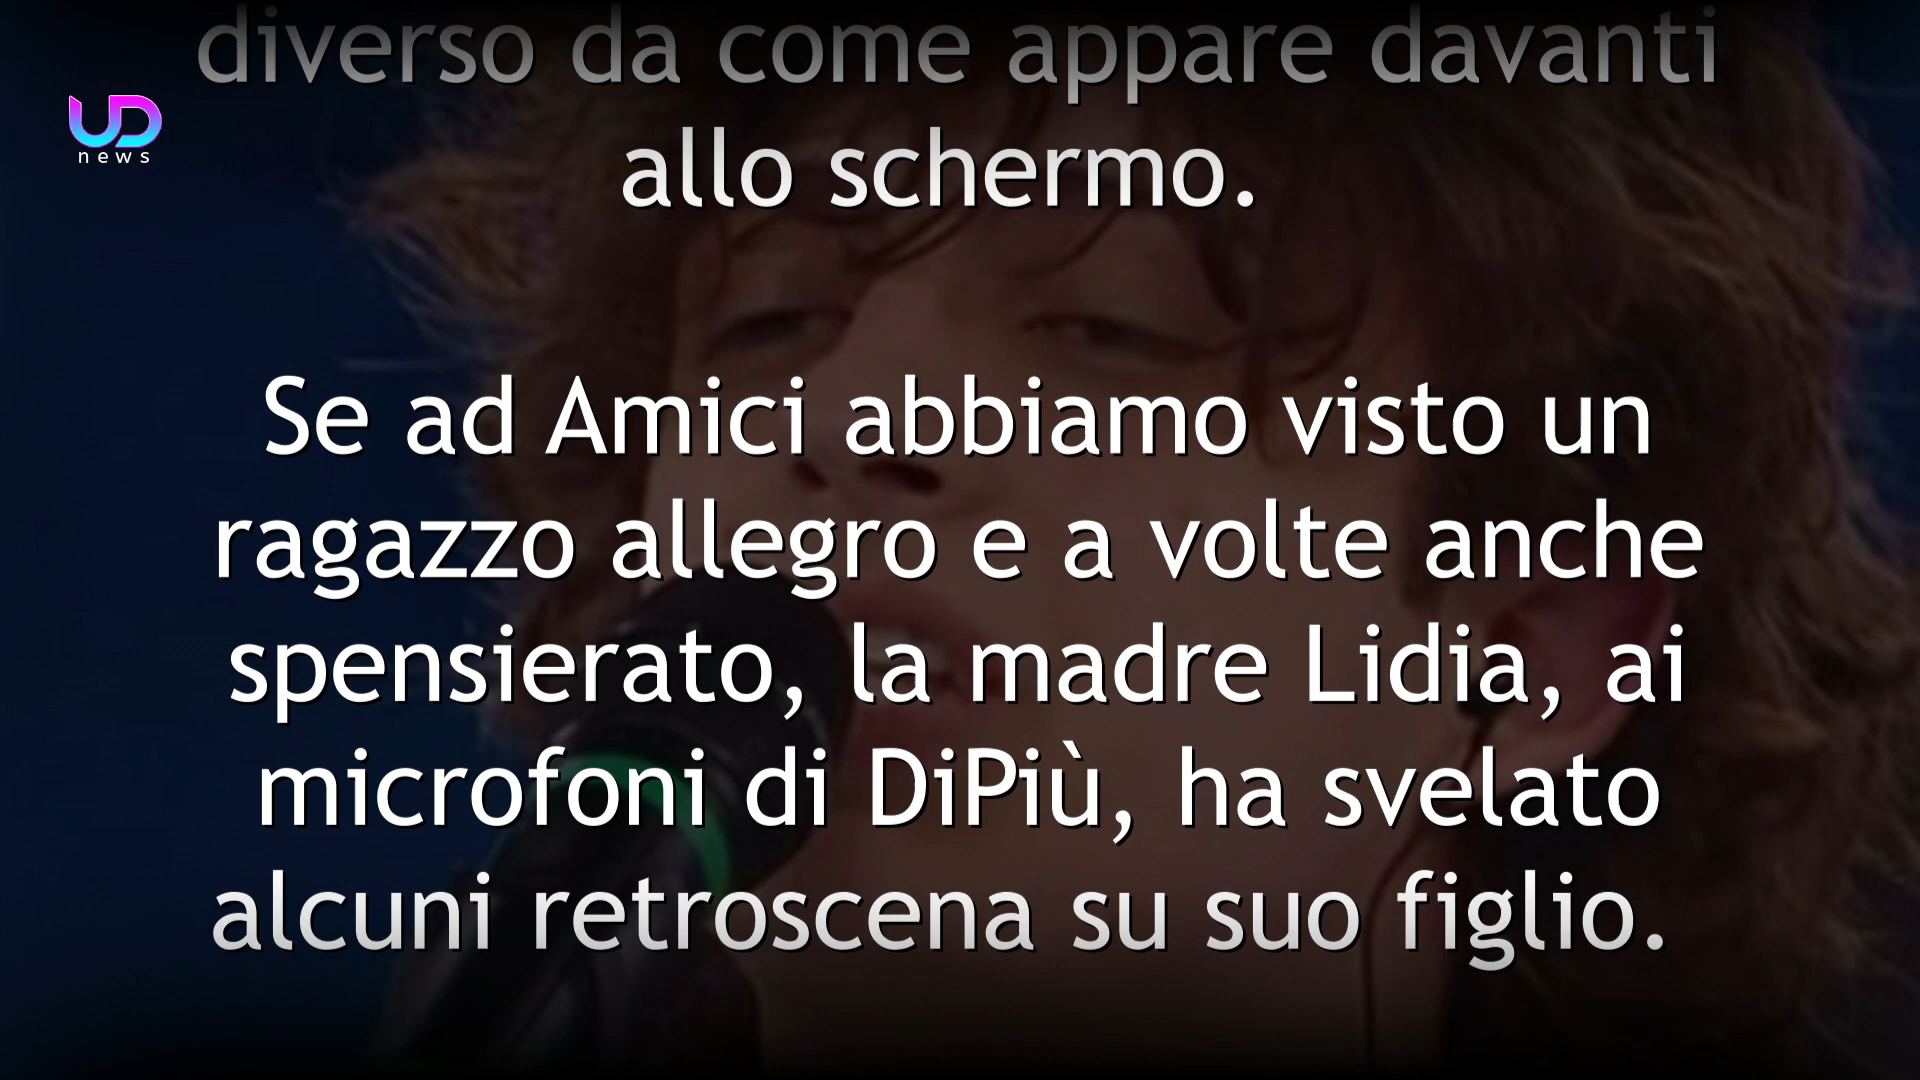 diverso da come appare davanti
UD
news
allo schermo.
Se ad Amici abbiamo visto un
ragazzo allegro e a volte anche
spensierato, la madre Lidia, ai
microfoni di DiPiù, ha svelato
alcuni retroscena su suo figlio.